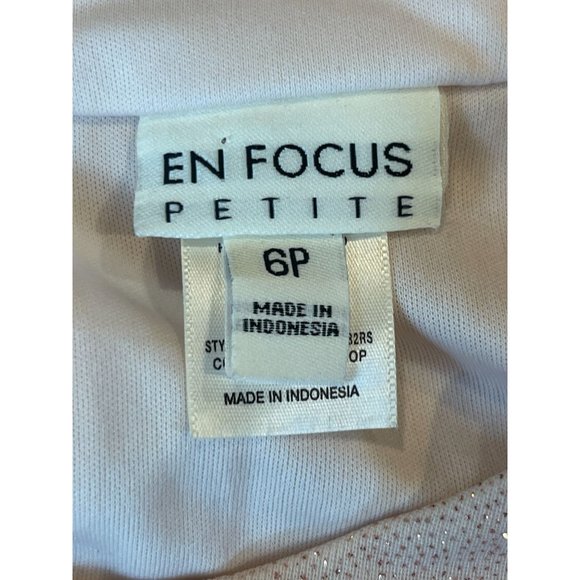 EN FOCUS
PETITE
6P
MADE IN
INDONESIA
MADE IN INDONESIA